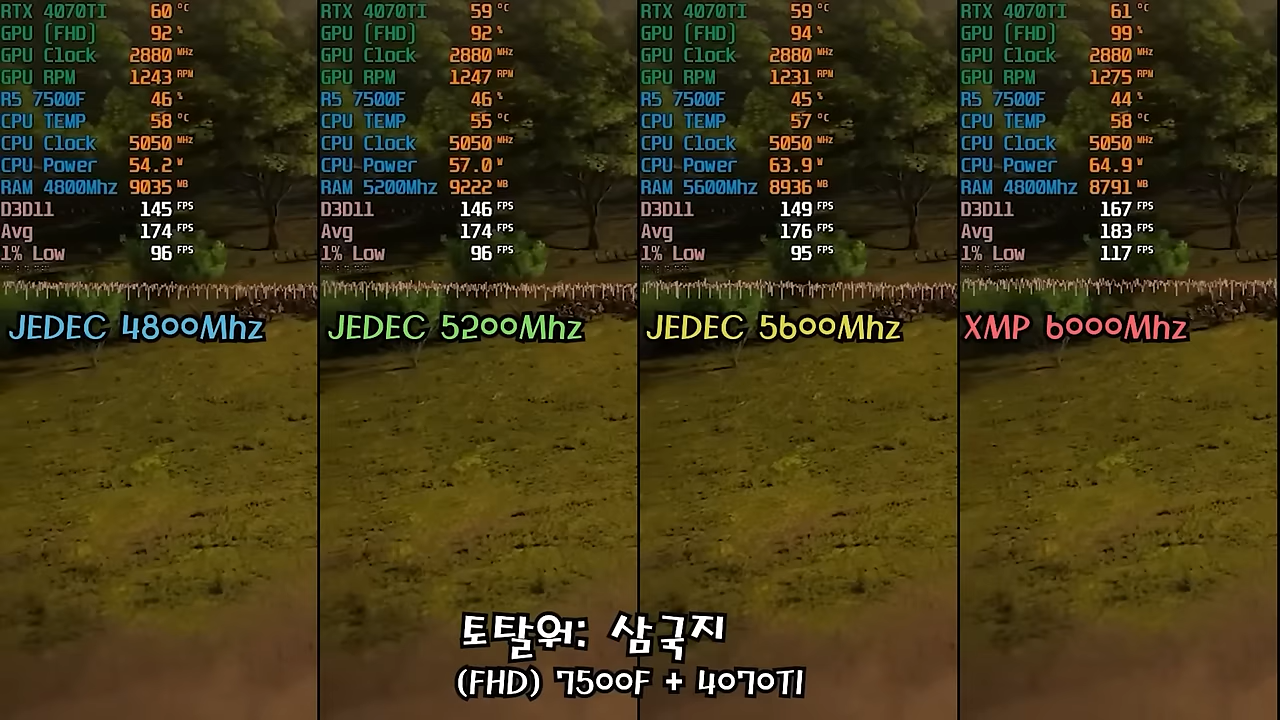 RTX 4070TI 60 °C
GPU [FHD] 92 %
GPU Clock 2880 MHz
GPU RPM 1243 RPM
R5 7500F 46 %
CPU TEMP 58 °C
CPU Clock 5050 MHz
CPU Power 54.2 W
RAM 4800Mhz 9035 MB
D3D11 145 FPS
Avg 174 FPS
1% Low 96 FPS
JEDEC 4800Mhz
RTX 4070TI 59 °C
GPU [FHD] 92 %
GPU Clock 2880 MHz
GPU RPM 1247 RPM
R5 7500F 46 %
CPU TEMP 55 °C
CPU Clock 5050 MHz
CPU Power 57.0 W
RAM 5200Mhz 9222 MB
D3D11 146 FPS
Avg 174 FPS
1% Low 96 FPS
JEDEC 5200Mhz
RTX 4070TI 59 °C
GPU [FHD] 94 %
GPU Clock 2880 MHz
GPU RPM 1231 RPM
R5 7500F 45 %
CPU TEMP 57 °C
CPU Clock 5050 MHz
CPU Power 63.9 W
RAM 5600Mhz 8936 MB
D3D11 149 FPS
Avg 176 FPS
1% Low 95 FPS
JEDEC 5600Mhz
RTX 4070TI 61 °C
GPU [FHD] 99 %
GPU Clock 2880 MHz
GPU RPM 1275 RPM
R5 7500F 44 %
CPU TEMP 58 °C
CPU Clock 5050 MHz
CPU Power 64.9 W
RAM 4800Mhz 8791 MB
D3D11 167 FPS
Avg 183 FPS
1% Low 117 FPS
XMP 6000Mhz
토탈워: 삼국지
(FHD) 7500F + 4070TI